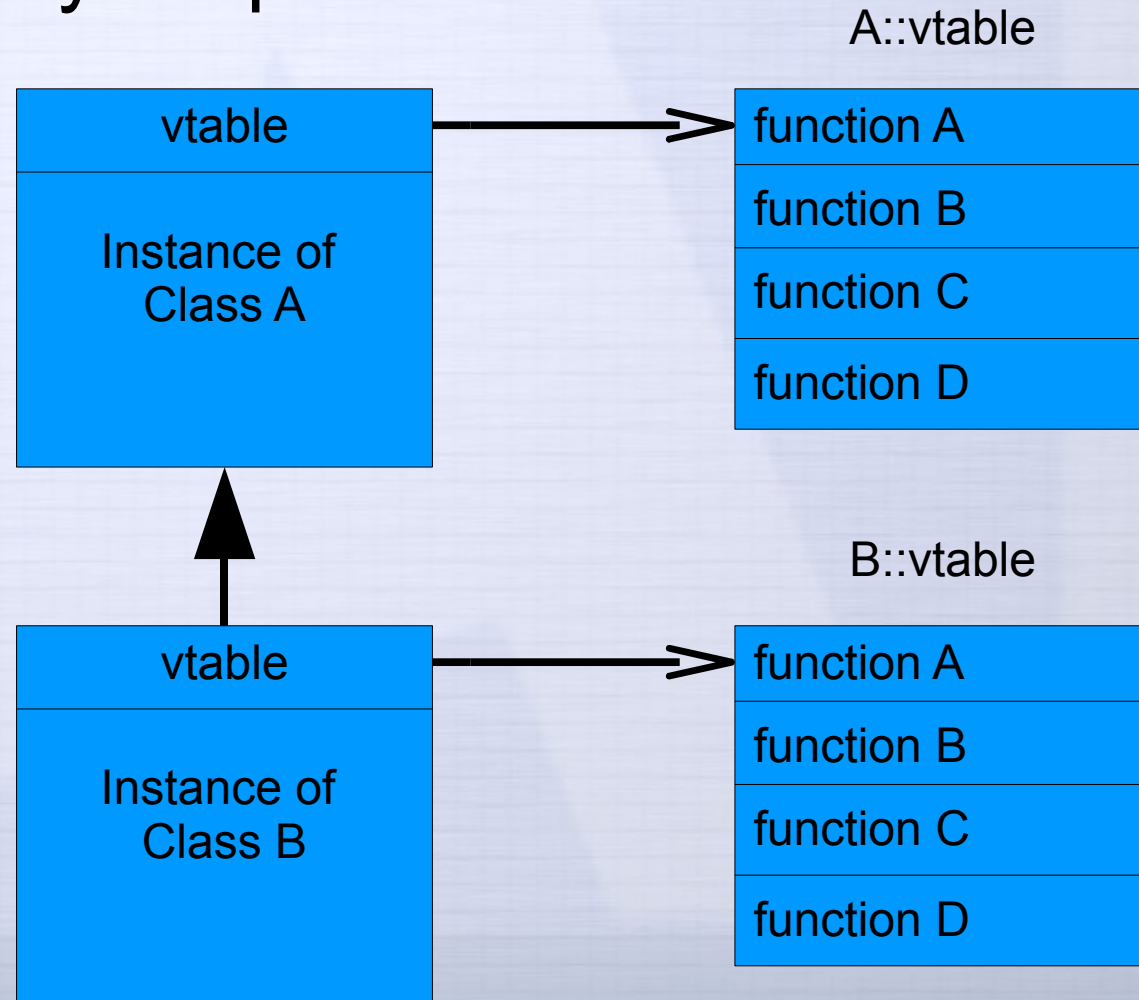 A::vtable
vtable
Instance of
Class A
function A
function B
function C
function D
B::vtable
vtable
Instance of
Class B
function A
function B
function C
function D